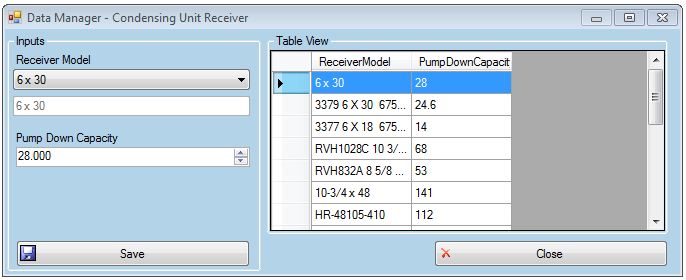 Data Manager - Condensing Unit Receiver
Inputs
Receiver Model
6 x 30
6 x 30
Pump Down Capacity
28.000
Save
Table View
ReceiverModel PumpDownCapacit
6 x 30 28
3379 6 X 30 675... 24.6
3377 6 X 18 675... 14
RVH1028C 10 3/... 68
RVH832A 8 5/8 ... 53
10-3/4 x 48 141
HR-48105-410 112
Close